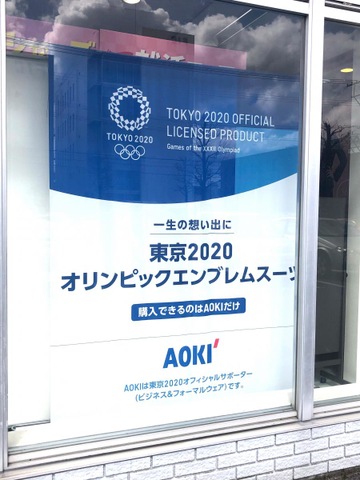 TOKYO 2020
TOKYO 2020 OFFICIAL
LICENSED PRODUCT
Games of the XXXII Olympiad
一生の想い出に
東京2020
オリンピックエンブレムスーツ
購入できるのはAOKIだけ
AOKI
AOKIは東京2020オフィシャルサポーター
(ビジネス&フォーマルウェア)です。